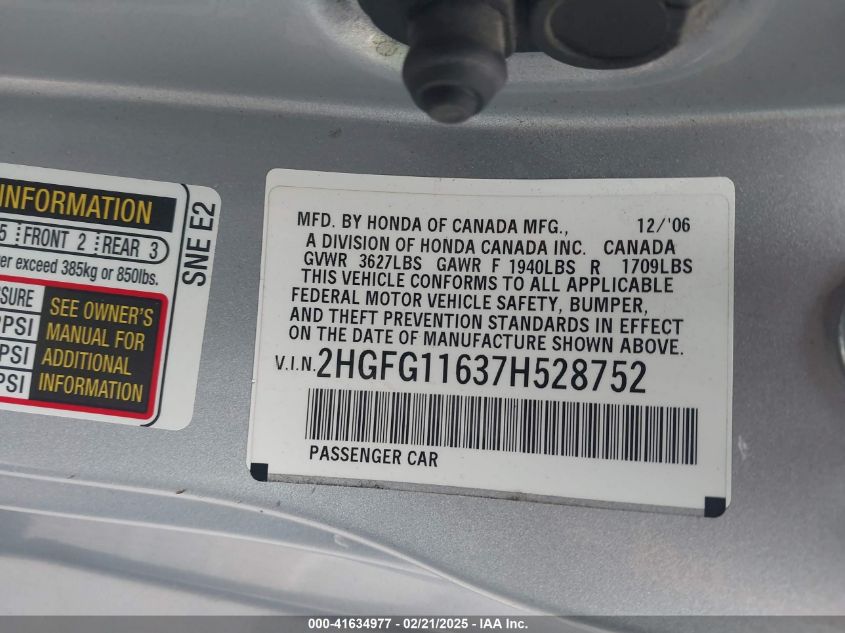 INFORMATION
5 FRONT 2 REAR 3
er exceed 385kg or 850lbs.
SURE
PSI
PSI
PSI
SEE OWNER'S
MANUAL FOR
ADDITIONAL
INFORMATION
SNE E2
MFD. BY HONDA OF CANADA MFG., 12/'06
A DIVISION OF HONDA CANADA INC. CANADA
GVWR 3627LBS GAWR F 1940LBS R 1709LBS
THIS VEHICLE CONFORMS TO ALL APPLICABLE
FEDERAL MOTOR VEHICLE SAFETY, BUMPER,
AND THEFT PREVENTION STANDARDS IN EFFECT
ON THE DATE OF MANUFACTURE SHOWN ABOVE.
V.I.N. 2HGFG11637H528752
PASSENGER CAR
000-41634977 - 02/21/2025 - IAA Inc.